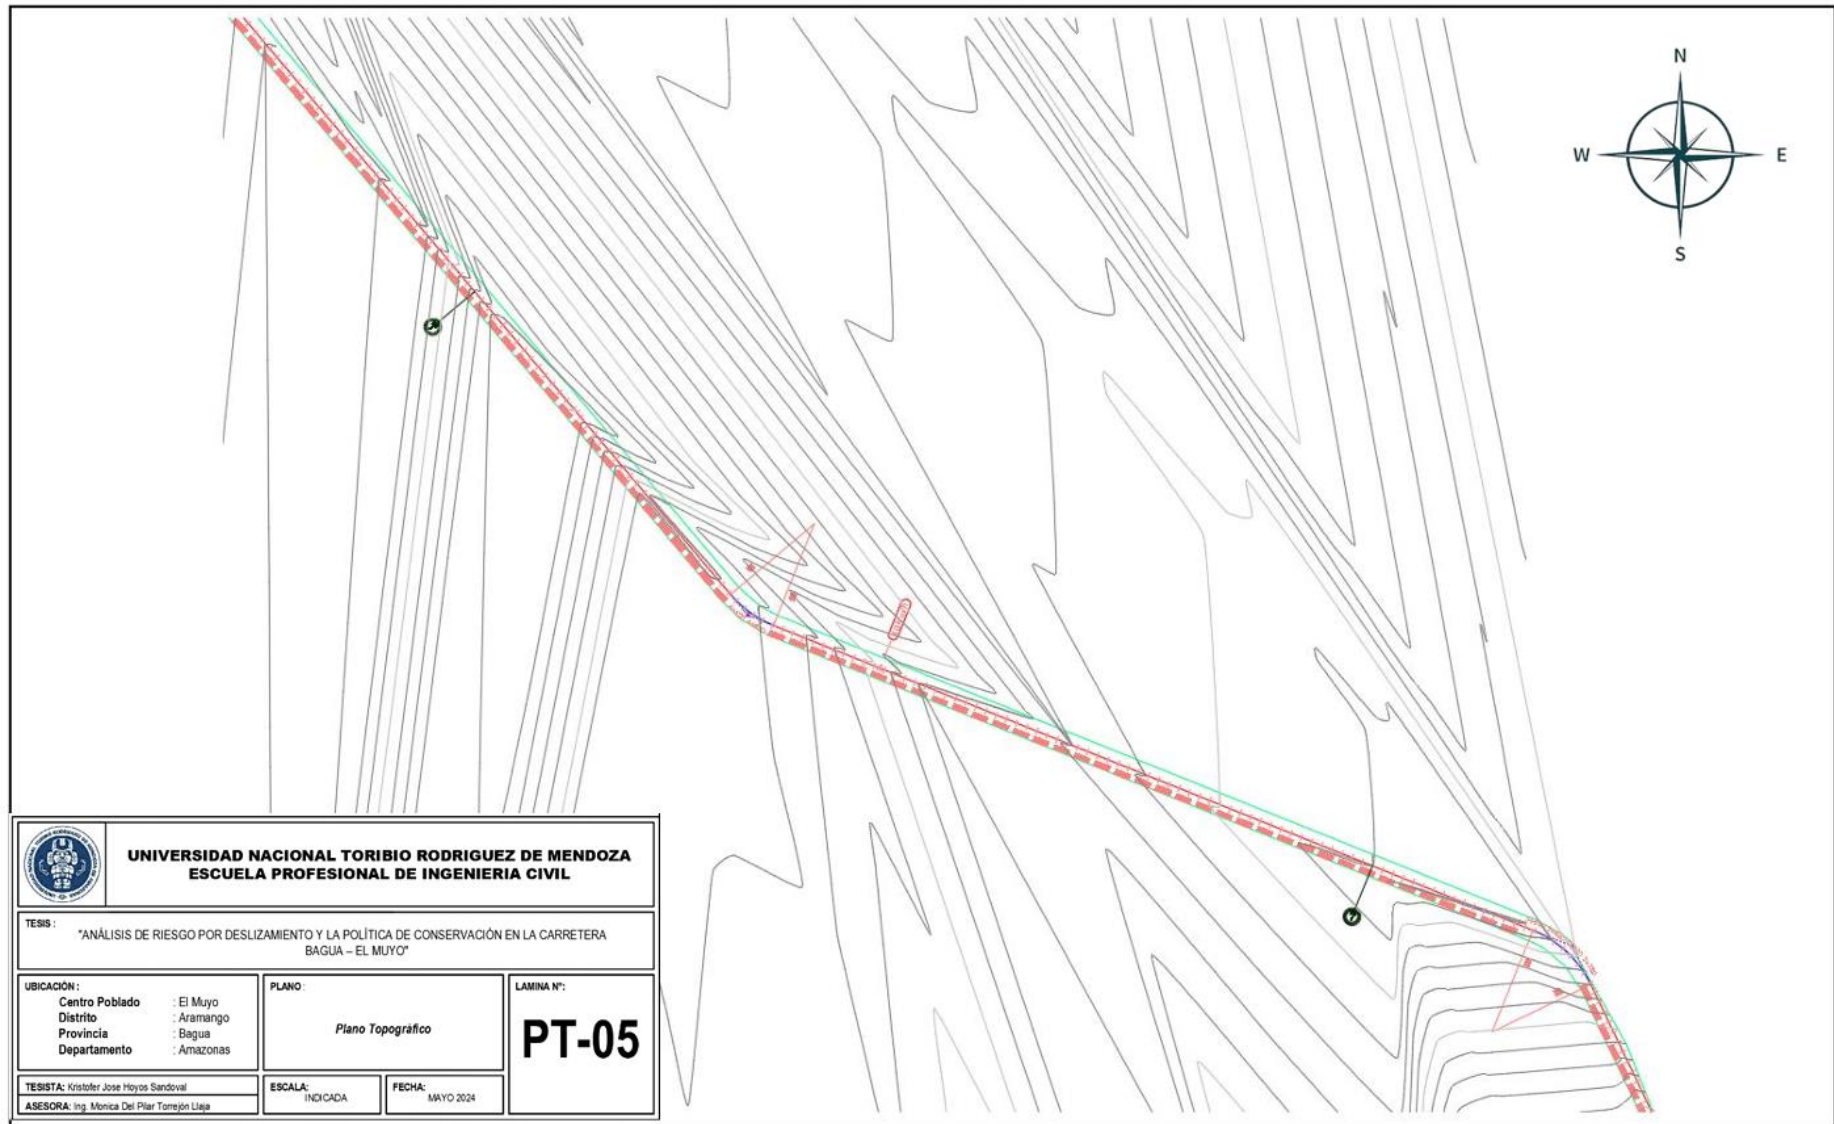 N
W
E
S
UNIVERSIDAD NACIONAL TORIBIO RODRIGUEZ DE MENDOZA
ESCUELA PROFESIONAL DE INGENIERIA CIVIL
TESIS :
"ANÁLISIS DE RIESGO POR DESLIZAMIENTO Y LA POLÍTICA DE CONSERVACIÓN EN LA CARRETERA
BAGUA – EL MUYO"
UBICACIÓN :
Centro Poblado : El Muyo
Distrito : Aramango
Provincia : Bagua
Departamento : Amazonas
PLANO :
Plano Topográfico
LAMINA N°:
PT-05
TESISTA: Kristofer Jose Hoyos Sandoval
ASESORA: Ing. Monica Del Pilar Torrejón Llaja
ESCALA:
INDICADA
FECHA:
MAYO 2024